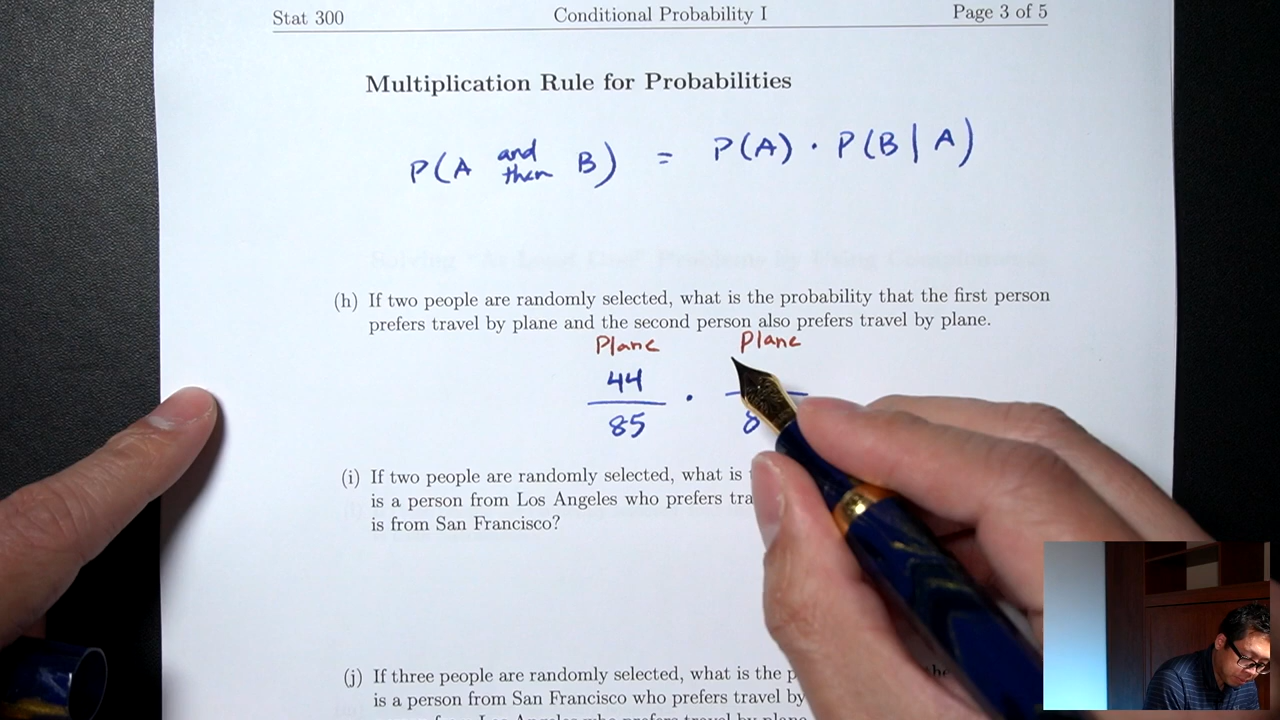 Stat 300 Conditional Probability I Page 3 of 5
Multiplication Rule for Probabilities
P(A and then B) = P(A) · P(B | A)
(h) If two people are randomly selected, what is the probability that the first person
prefers travel by plane and the second person also prefers travel by plane.
Plane Plane
44
85 · 8
(i) If two people are randomly selected, what is
is a person from Los Angeles who prefers tra
is from San Francisco?
(j) If three people are randomly selected, what is the p
is a person from San Francisco who prefers travel by